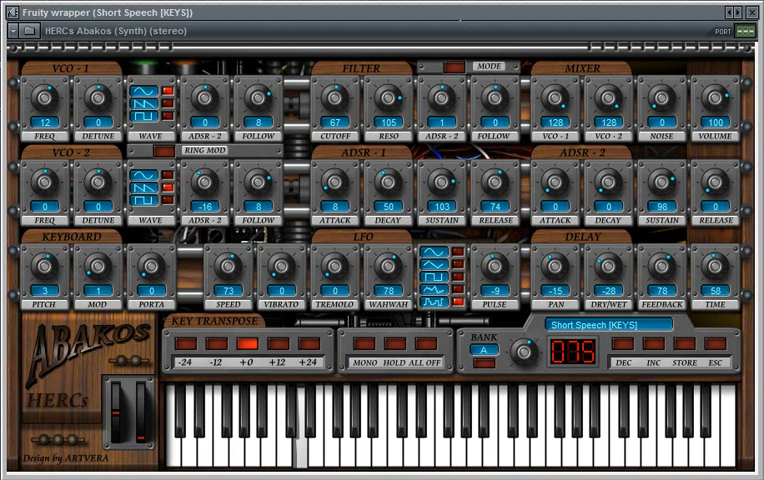 Fruity wrapper (Short Speech [KEYS])
HERCs Abakos (Synth) (stereo) PORT ---
VCO - 1 FILTER MODE MIXER
12 0 0 8 67 105 1 0 128 128 0 100
FREQ DETUNE WAVE ADSR - 2 FOLLOW CUTOFF RESO ADSR - 2 FOLLOW VCO - 1 VCO - 2 NOISE VOLUME
VCO - 2 RING MOD ADSR - 1 ADSR - 2
0 0 -16 8 8 50 103 74 0 0 98 0
FREQ DETUNE WAVE ADSR - 2 FOLLOW ATTACK DECAY SUSTAIN RELEASE ATTACK DECAY SUSTAIN RELEASE
KEYBOARD LFO DELAY
3 1 0 73 0 0 78 -9 -15 -28 78 58
PITCH MOD PORTA SPEED VIBRATO TREMOLO WAHWAH PULSE PAN DRY/WET FEEDBACK TIME
ABAKOS
HERCs
KEY TRANSPOSE
-24 -12 +0 +12 +24
MONO HOLD ALL OFF
BANK
A
Short Speech [KEYS]
075
DEC INC STORE ESC
Design by ARTVERA